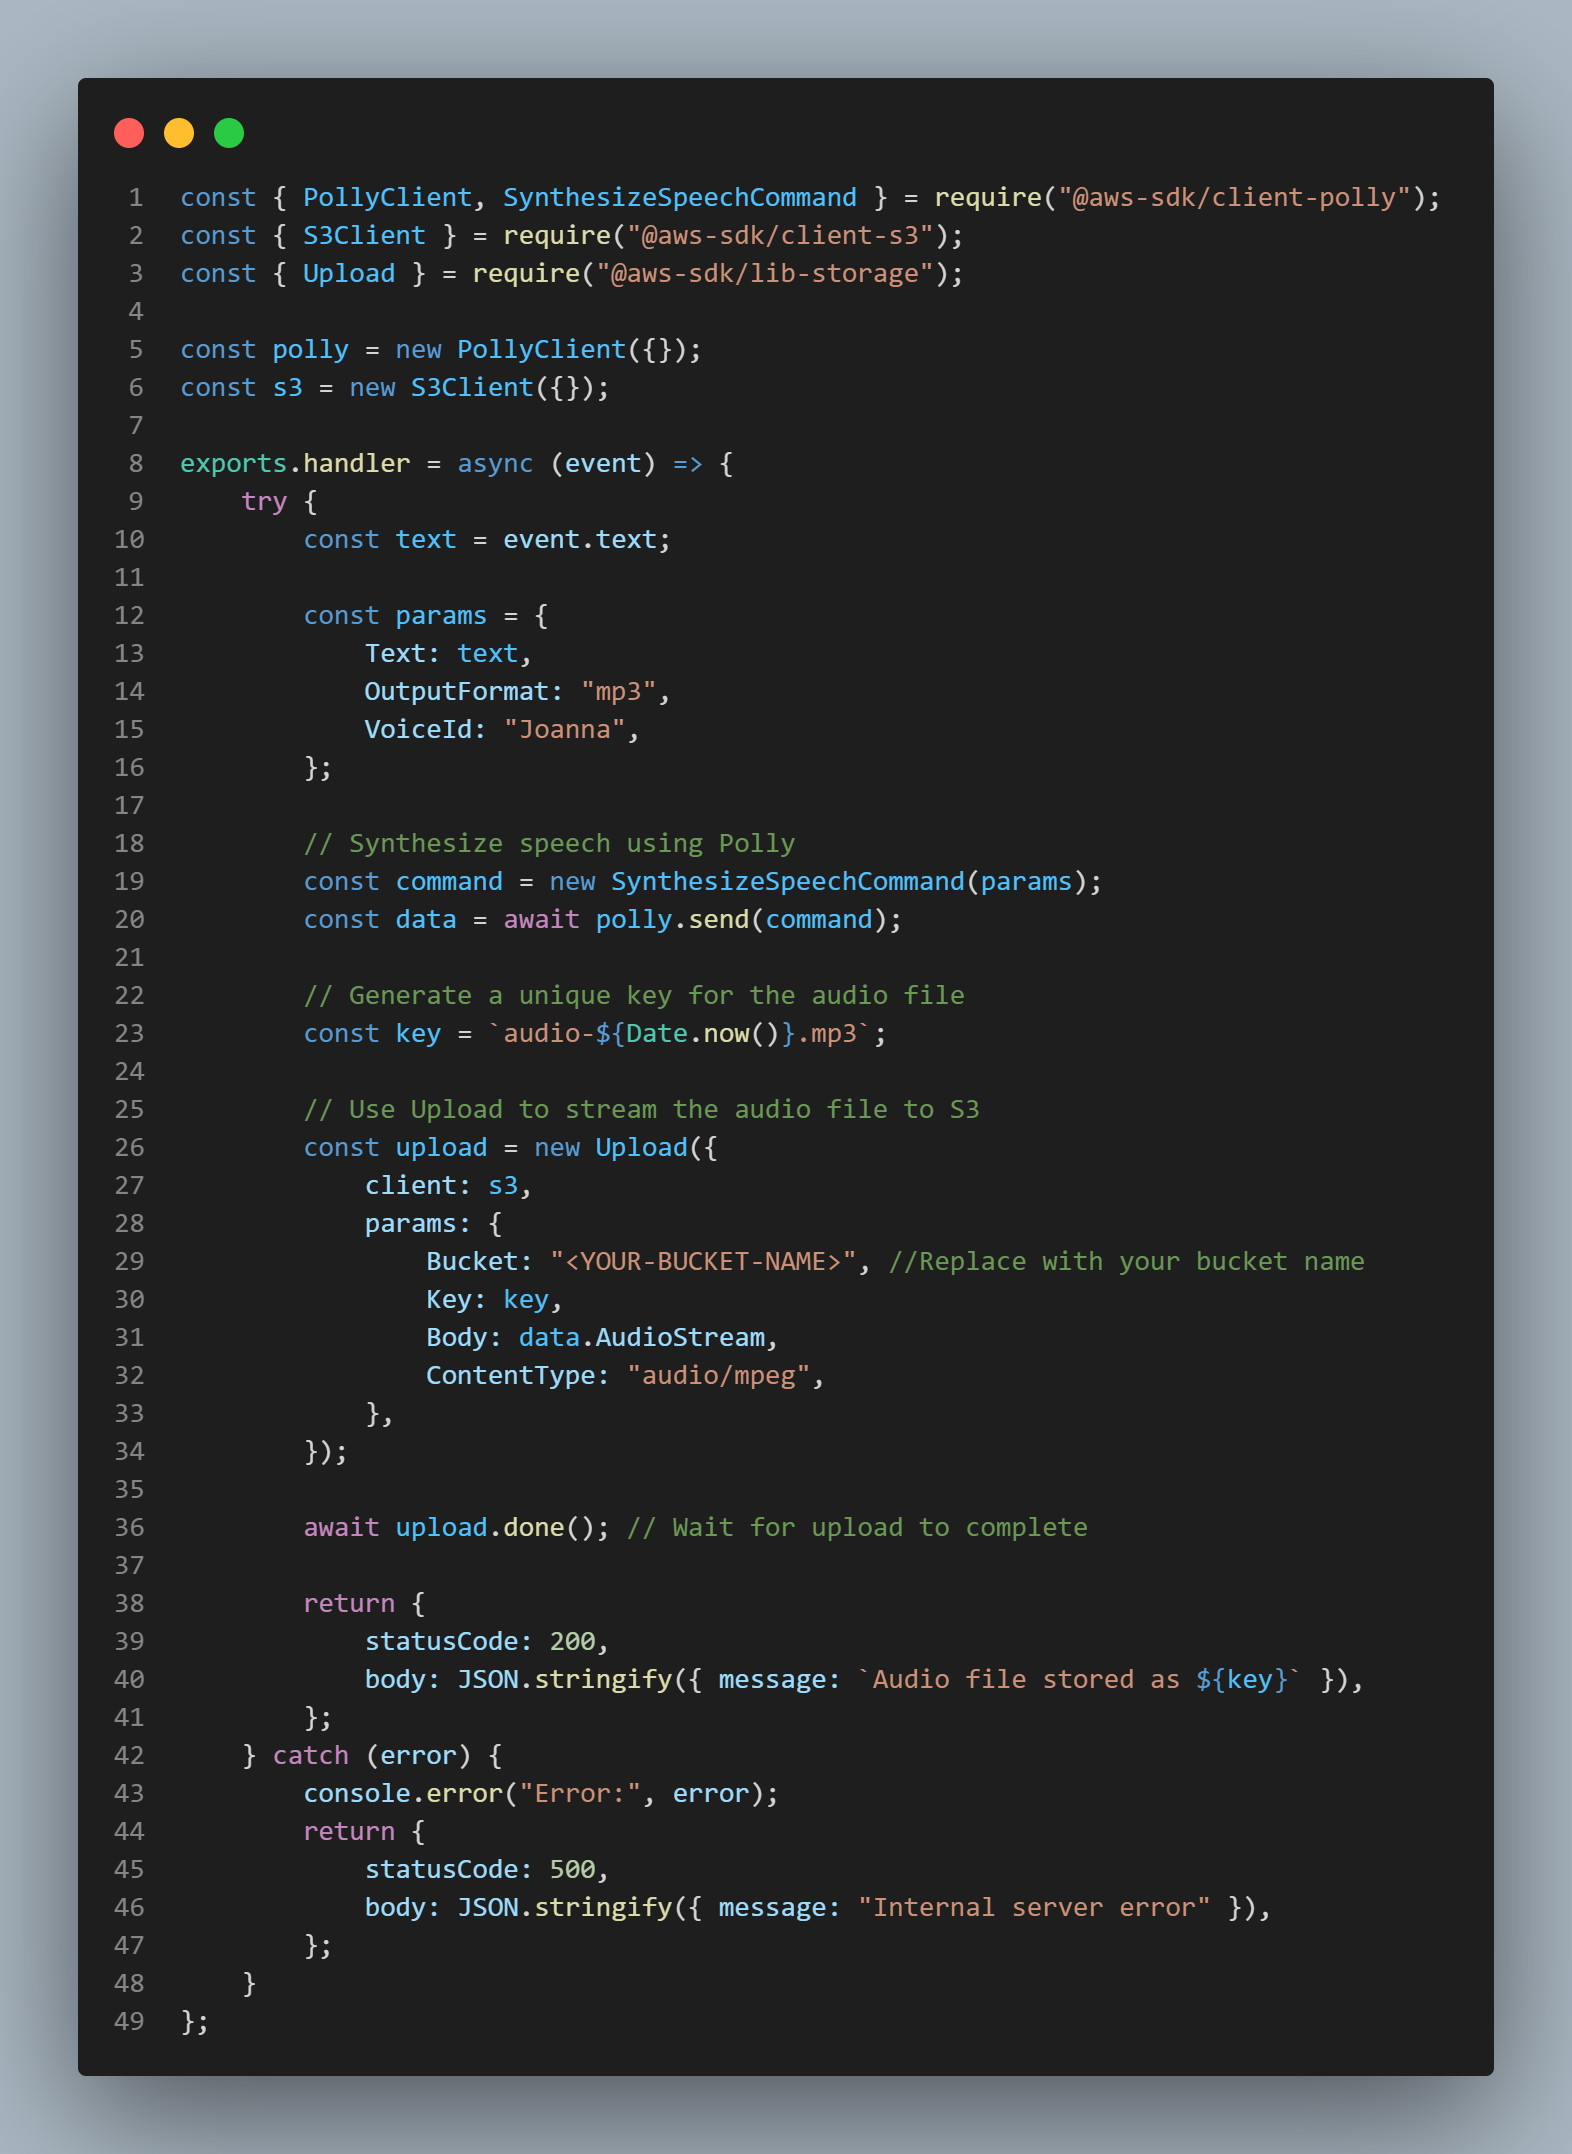 1 const { PollyClient, SynthesizeSpeechCommand } = require("@aws-sdk/client-polly");
2 const { S3Client } = require("@aws-sdk/client-s3");
3 const { Upload } = require("@aws-sdk/lib-storage");
4
5 const polly = new PollyClient({});
6 const s3 = new S3Client({});
7
8 exports.handler = async (event) => {
9     try {
10         const text = event.text;
11
12         const params = {
13             Text: text,
14             OutputFormat: "mp3",
15             VoiceId: "Joanna",
16         };
17
18         // Synthesize speech using Polly
19         const command = new SynthesizeSpeechCommand(params);
20         const data = await polly.send(command);
21
22         // Generate a unique key for the audio file
23         const key = `audio-${Date.now()}.mp3`;
24
25         // Use Upload to stream the audio file to S3
26         const upload = new Upload({
27             client: s3,
28             params: {
29                 Bucket: "<YOUR-BUCKET-NAME>", //Replace with your bucket name
30                 Key: key,
31                 Body: data.AudioStream,
32                 ContentType: "audio/mpeg",
33             },
34         });
35
36         await upload.done(); // Wait for upload to complete
37
38         return {
39             statusCode: 200,
40             body: JSON.stringify({ message: `Audio file stored as ${key}` }),
41         };
42     } catch (error) {
43         console.error("Error:", error);
44         return {
45             statusCode: 500,
46             body: JSON.stringify({ message: "Internal server error" }),
47         };
48     }
49 };